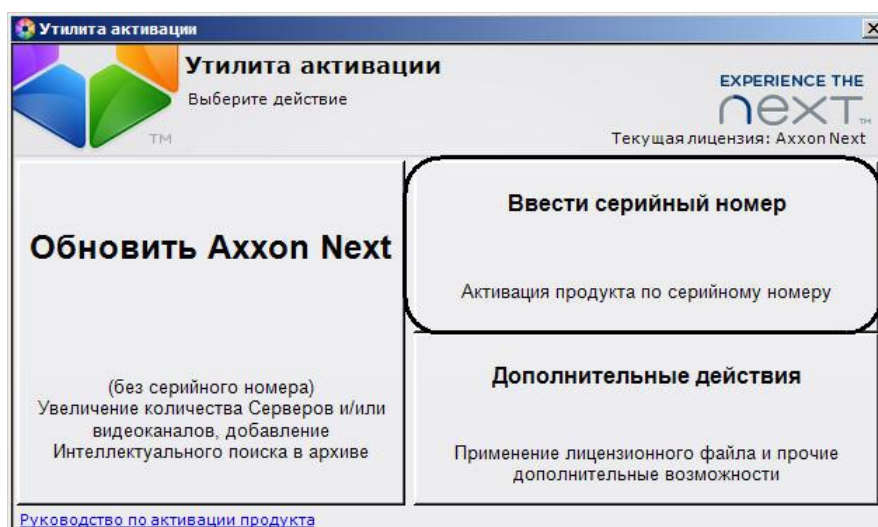 Утилита активации
Утилита активации
Выберите действие
TM
EXPERIENCE THE
next TM
Текущая лицензия: Axxon Next
Обновить Axxon Next
(без серийного номера)
Увеличение количества Серверов и/или
видеоканалов, добавление
Интеллектуального поиска в архиве
Ввести серийный номер
Активация продукта по серийному номеру
Дополнительные действия
Применение лицензионного файла и прочие
дополнительные возможности
Руководство по активации продукта